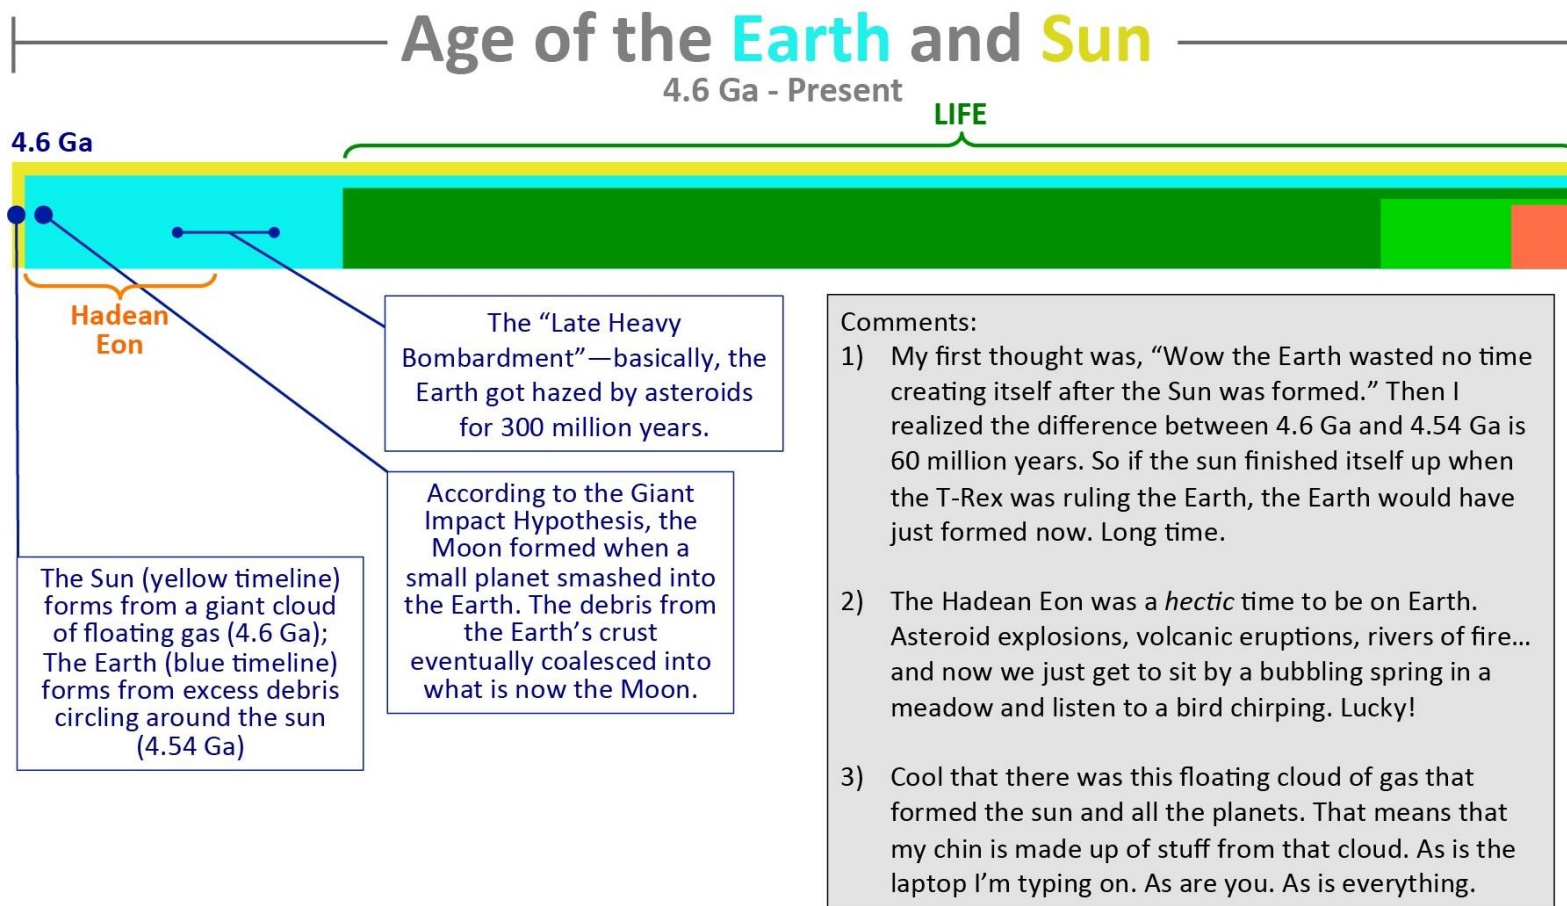 Age of the Earth and Sun
4.6 Ga - Present
LIFE
4.6 Ga
Hadean
Eon
The “Late Heavy
Bombardment”—basically, the
Earth got hazed by asteroids
for 300 million years.
According to the Giant
Impact Hypothesis, the
Moon formed when a
small planet smashed into
the Earth. The debris from
the Earth’s crust
eventually coalesced into
what is now the Moon.
The Sun (yellow timeline)
forms from a giant cloud
of floating gas (4.6 Ga);
The Earth (blue timeline)
forms from excess debris
circling around the sun
(4.54 Ga)
Comments:
1) My first thought was, “Wow the Earth wasted no time
creating itself after the Sun was formed.” Then I
realized the difference between 4.6 Ga and 4.54 Ga is
60 million years. So if the sun finished itself up when
the T-Rex was ruling the Earth, the Earth would have
just formed now. Long time.
2) The Hadean Eon was a hectic time to be on Earth.
Asteroid explosions, volcanic eruptions, rivers of fire…
and now we just get to sit by a bubbling spring in a
meadow and listen to a bird chirping. Lucky!
3) Cool that there was this floating cloud of gas that
formed the sun and all the planets. That means that
my chin is made up of stuff from that cloud. As is the
laptop I’m typing on. As are you. As is everything.